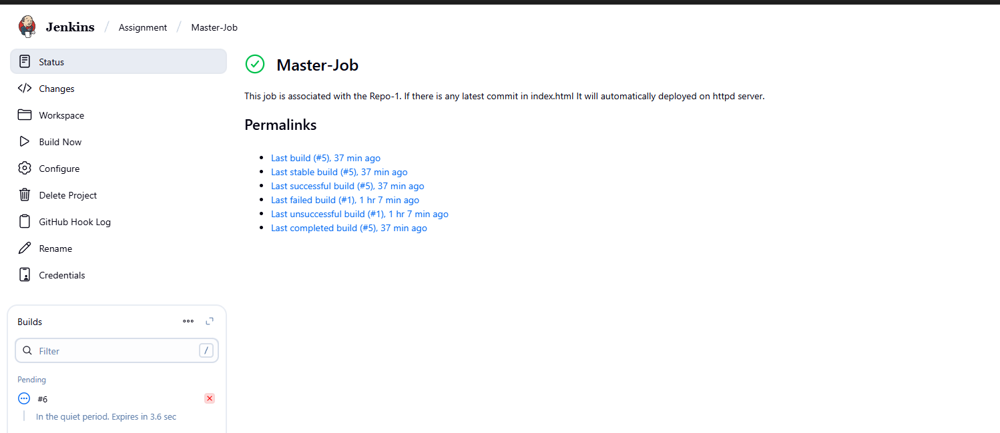 Jenkins / Assignment / Master-Job
Status
Changes
Workspace
Build Now
Configure
Delete Project
GitHub Hook Log
Rename
Credentials
Builds
Filter /
Pending
#6
In the quiet period. Expires in 3.6 sec
Master-Job
This job is associated with the Repo-1. If there is any latest commit in index.html It will automatically deployed on httpd server.
Permalinks
• Last build (#5), 37 min ago
• Last stable build (#5), 37 min ago
• Last successful build (#5), 37 min ago
• Last failed build (#1), 1 hr 7 min ago
• Last unsuccessful build (#1), 1 hr 7 min ago
• Last completed build (#5), 37 min ago